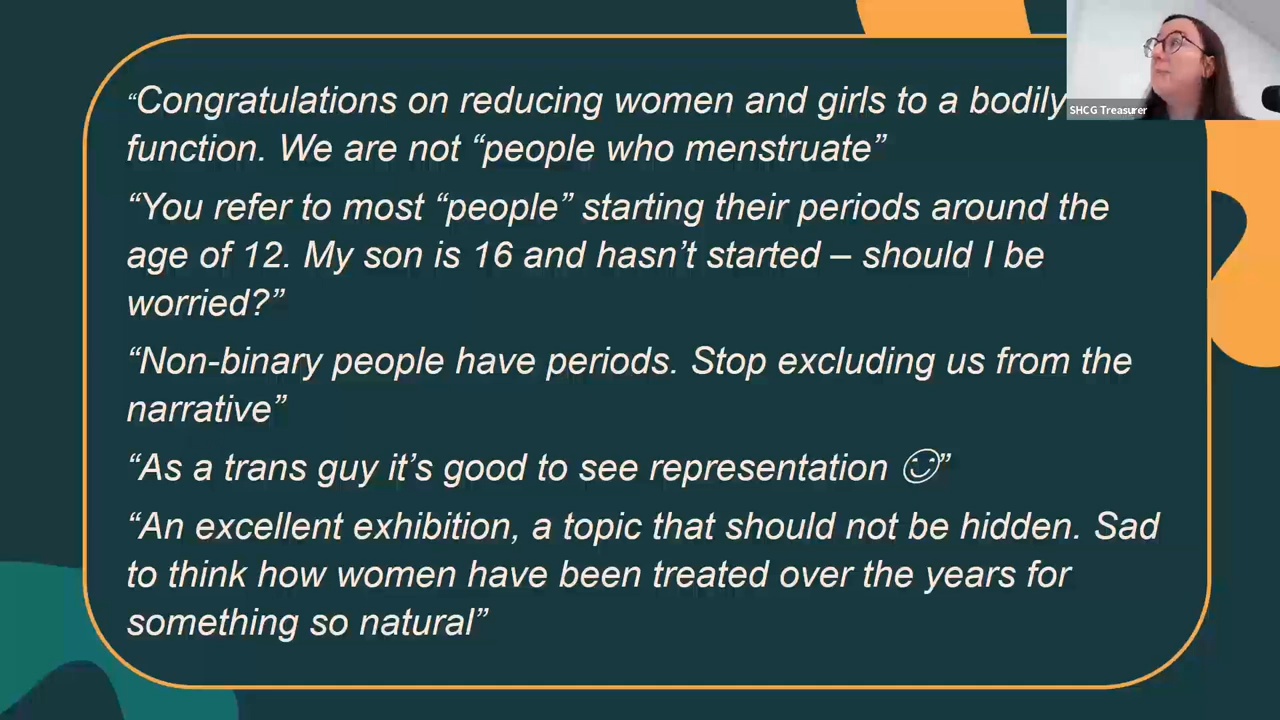 “Congratulations on reducing women and girls to a bodily
function. We are not “people who menstruate”
“You refer to most “people” starting their periods around the
age of 12. My son is 16 and hasn’t started – should I be
worried?”
“Non-binary people have periods. Stop excluding us from the
narrative”
“As a trans guy it’s good to see representation 😉”
“An excellent exhibition, a topic that should not be hidden. Sad
to think how women have been treated over the years for
something so natural”
SHCG Treasurer